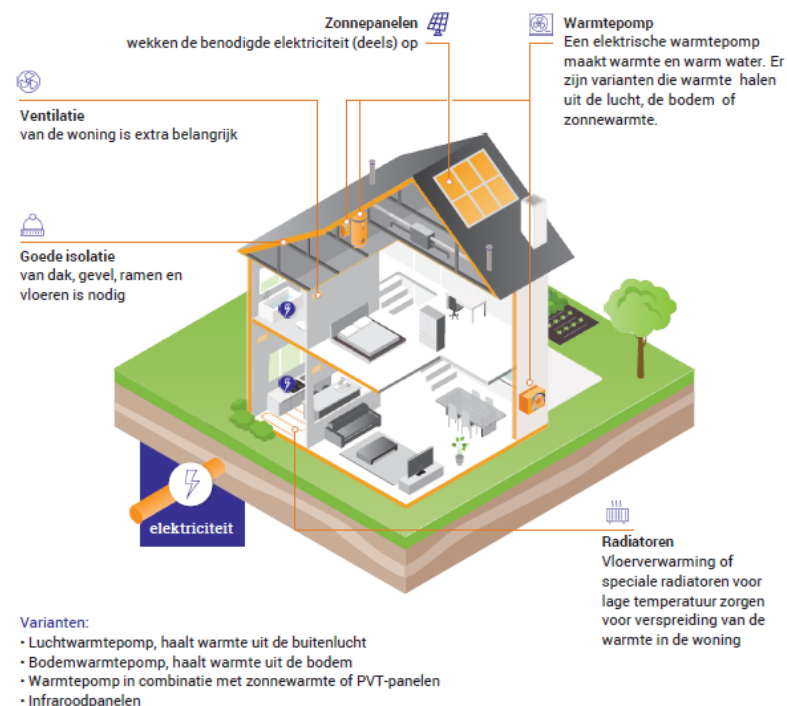 Zonnepanelen
wekken de benodigde elektriciteit (deels) op
Warmtepomp
Een elektrische warmtepomp
maakt warmte en warm water. Er
zijn varianten die warmte halen
uit de lucht, de bodem of
zonnewarmte.
Ventilatie
van de woning is extra belangrijk
Goede isolatie
van dak, gevel, ramen en
vloeren is nodig
elektriciteit
Radiatoren
Vloerverwarming of
speciale radiatoren voor
lage temperatuur zorgen
voor verspreiding van de
warmte in de woning
Varianten:
• Luchtwarmtepomp, haalt warmte uit de buitenlucht
• Bodemwarmtepomp, haalt warmte uit de bodem
• Warmtepomp in combinatie met zonnewarmte of PVT-panelen
• Infraroodpanelen